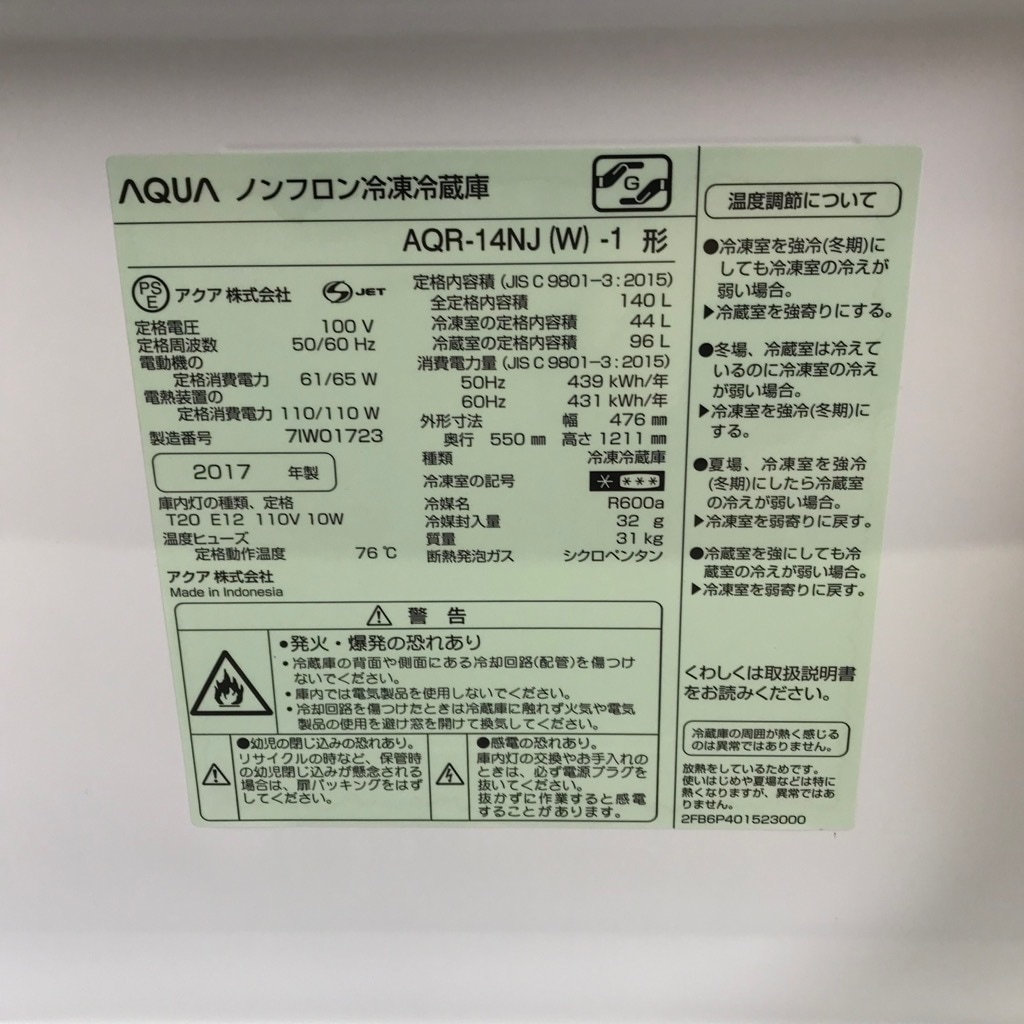 AQUA ノンフロン冷凍冷蔵庫
G
AQR-14NJ (W) -1 形
PS
E
アクア 株式会社
S JET
定格電圧 100 V
定格周波数 50/60 Hz
電動機の
定格消費電力 61/65 W
電熱装置の
定格消費電力 110/110 W
製造番号 7IW01723
2017 年製
庫内灯の種類、定格
T20 E12 110V 10W
温度ヒューズ
定格動作温度 76 ℃
アクア 株式会社
Made in Indonesia
定格内容積 (JIS C 9801-3 : 2015)
全定格内容積 140 L
冷凍室の定格内容積 44 L
冷蔵室の定格内容積 96 L
消費電力量 (JIS C 9801-3 : 2015)
50Hz 439 kWh/年
60Hz 431 kWh/年
外形寸法 幅 476 ㎜
奥行 550 ㎜ 高さ 1211 ㎜
種類 冷凍冷蔵庫
冷凍室の記号 * ***
冷媒名 R600a
冷媒封入量 32 g
質量 31 kg
断熱発泡ガス シクロペンタン
⚠ 警 告
●発火・爆発の恐れあり
・冷蔵庫の背面や側面にある冷却回路(配管)を傷つけ
ないでください。
・庫内では電気製品を使用しないでください。
・冷却回路を傷つけたときは冷蔵庫に触れず火気や電気
製品の使用を避け窓を開けて換気してください。
●幼児の閉じ込みの恐れあり。
リサイクルの時など、保管時
の幼児閉じ込みが懸念される
場合は、扉パッキングをはず
してください。
●感電の恐れあり。
庫内灯の交換やお手入れの
ときは、必ず電源プラグを
抜いてください。
抜かずに作業すると感電
することがあります。
温度調節について
●冷凍室を強冷(冬期)に
しても冷凍室の冷えが
弱い場合。
▶冷蔵室を強寄りにする。
●冬場、冷蔵室は冷えて
いるのに冷凍室の冷え
が弱い場合。
▶冷凍室を強冷(冬期)に
する。
●夏場、冷凍室を強冷
(冬期)にしたら冷蔵室
の冷えが弱い場合。
▶冷凍室を弱寄りに戻す。
●冷蔵室を強にしても冷
蔵室の冷えが弱い場合。
▶冷凍室を弱寄りに戻す。
くわしくは取扱説明書
をお読みください。
冷蔵庫の周囲が熱く感じる
のは異常ではありません。
放熱をしているためです。
使いはじめや夏場などは特に
熱くなりますが、異常ではあ
りません。
2FB6P401523000